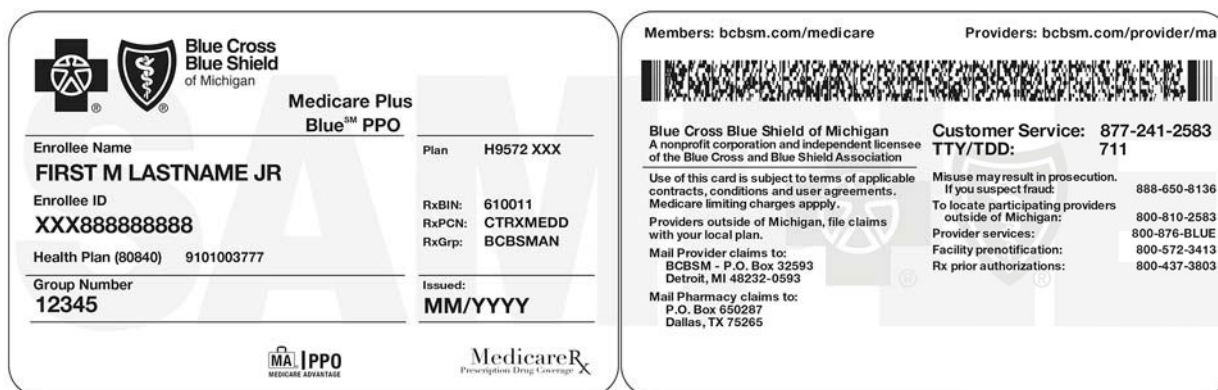 Blue Cross
Blue Shield
of Michigan
®
®
Medicare Plus
Blue℠ PPO
Enrollee Name
FIRST M LASTNAME JR
Enrollee ID
XXX888888888
Health Plan (80840) 9101003777
Group Number
12345
Plan H9572 XXX
RxBIN: 610011
RxPCN: CTRXMEDD
RxGrp: BCBSMAN
Issued:
MM/YYYY
MA PPO
MEDICARE ADVANTAGE
MedicareRx
Prescription Drug Coverage
SAMPLE
Members: bcbsm.com/medicare Providers: bcbsm.com/provider/ma
Blue Cross Blue Shield of Michigan
A nonprofit corporation and independent licensee
of the Blue Cross and Blue Shield Association
Use of this card is subject to terms of applicable
contracts, conditions and user agreements.
Medicare limiting charges appply.
Providers outside of Michigan, file claims
with your local plan.
Mail Provider claims to:
BCBSM - P.O. Box 32593
Detroit, MI 48232-0593
Mail Pharmacy claims to:
P.O. Box 650287
Dallas, TX 75265
Customer Service: 877-241-2583
TTY/TDD: 711
Misuse may result in prosecution.
If you suspect fraud: 888-650-8136
To locate participating providers
outside of Michigan: 800-810-2583
Provider services: 800-876-BLUE
Facility prenotification: 800-572-3413
Rx prior authorizations: 800-437-3803
®
®